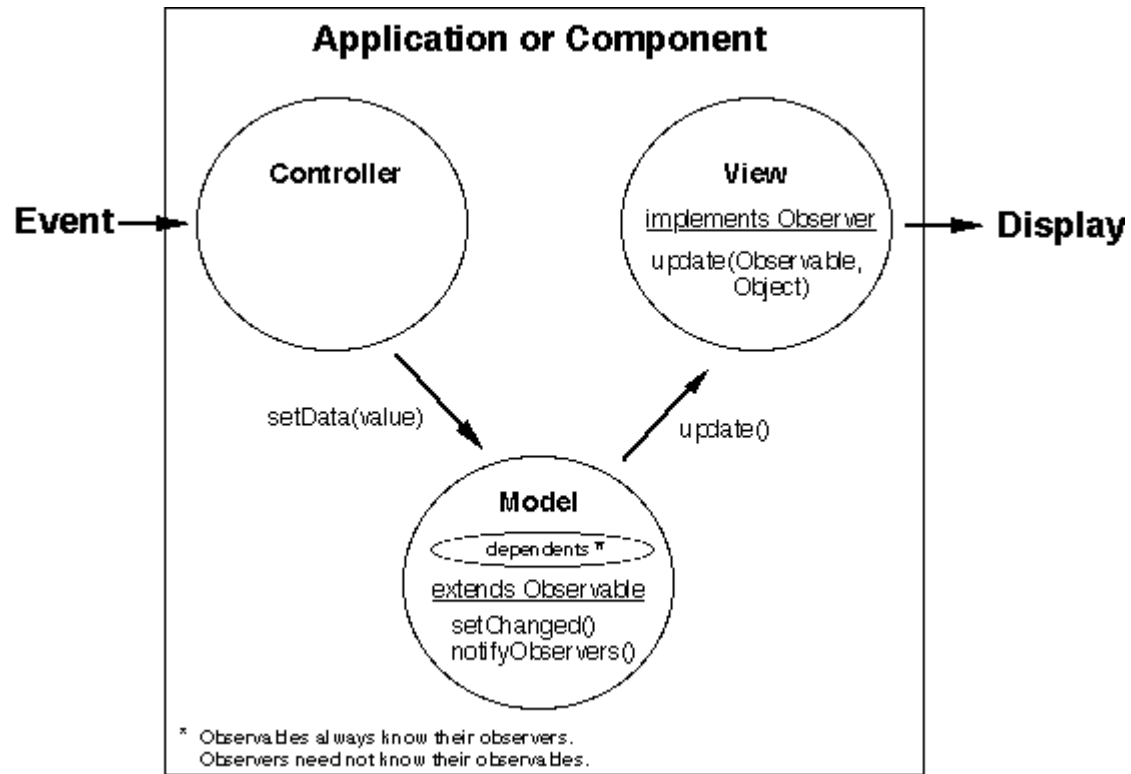 Application or Component
Controller
View
Event
implements Observer
Display
update(Observable,
Object)
setData(value)
update()
Model
dependents *
extends Observable
setChanged()
notifyObservers()
* Observables always know their observers.
Observers need not know their observables.